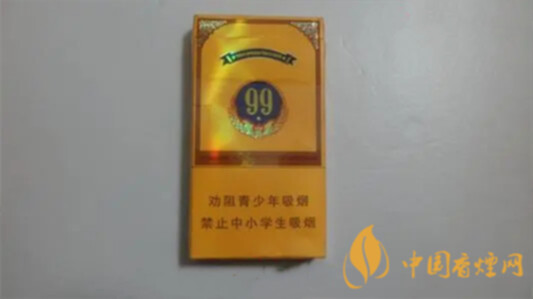 99
劝阻青少年吸烟
禁止中小学生吸烟
中国香烟网